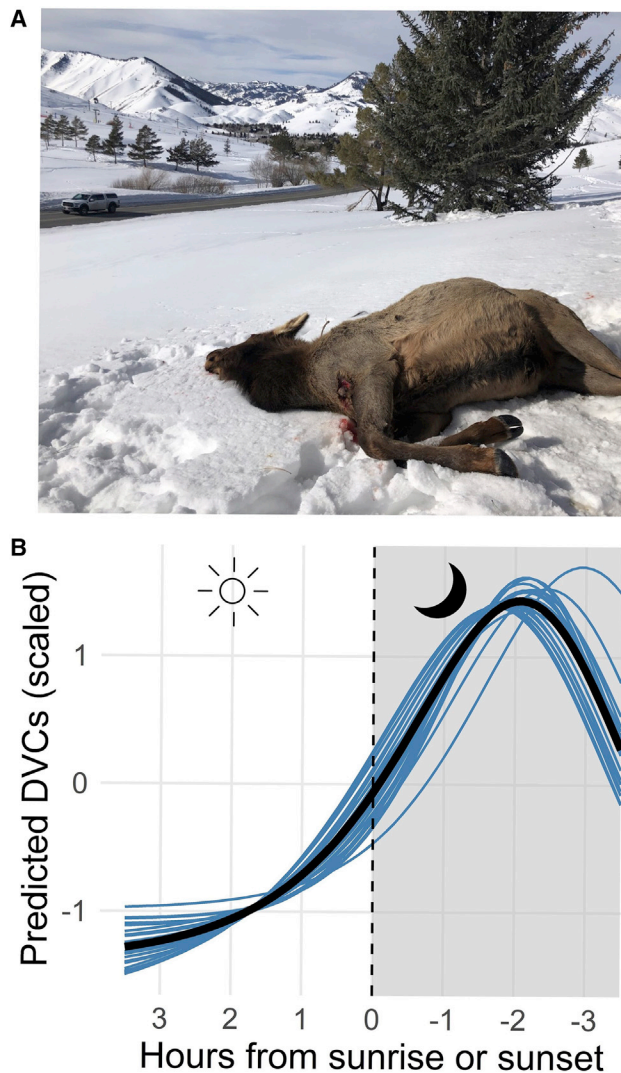 A
B
Predicted DVCs (scaled)
1
0
-1
3 2 1 0 -1 -2 -3
Hours from sunrise or sunset